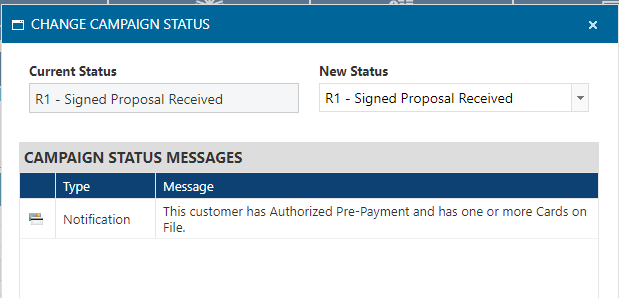 CHANGE CAMPAIGN STATUS
Current Status
New Status
R1 - Signed Proposal Received
R1 - Signed Proposal Received
CAMPAIGN STATUS MESSAGES
Type
Message
Notification
This customer has Authorized Pre-Payment and has one or more Cards on
File.